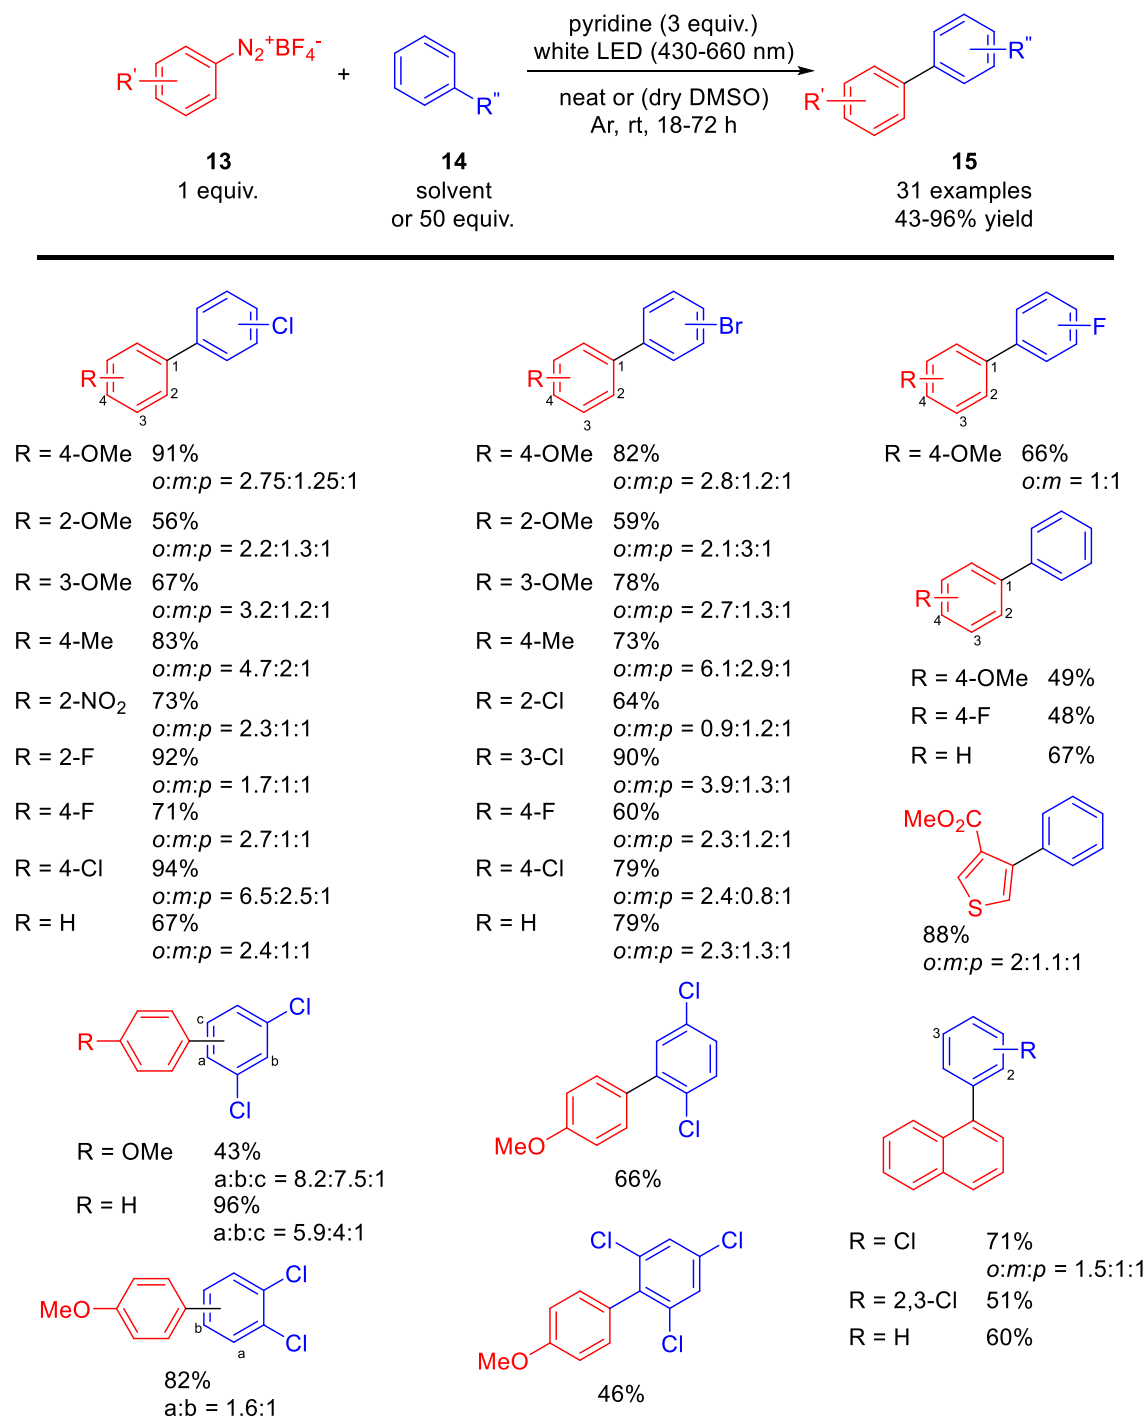 R' N₂⁺BF₄⁻
+
R"
pyridine (3 equiv.)
white LED (430-660 nm)
neat or (dry DMSO)
Ar, rt, 18-72 h
R' R"
13
1 equiv.
14
solvent
or 50 equiv.
15
31 examples
43-96% yield
R Cl 1 2 3 4
R = 4-OMe 91%
o:m:p = 2.75:1.25:1
R = 2-OMe 56%
o:m:p = 2.2:1.3:1
R = 3-OMe 67%
o:m:p = 3.2:1.2:1
R = 4-Me 83%
o:m:p = 4.7:2:1
R = 2-NO₂ 73%
o:m:p = 2.3:1:1
R = 2-F 92%
o:m:p = 1.7:1:1
R = 4-F 71%
o:m:p = 2.7:1:1
R = 4-Cl 94%
o:m:p = 6.5:2.5:1
R = H 67%
o:m:p = 2.4:1:1
R Br 1 2 3 4
R = 4-OMe 82%
o:m:p = 2.8:1.2:1
R = 2-OMe 59%
o:m:p = 2.1:3:1
R = 3-OMe 78%
o:m:p = 2.7:1.3:1
R = 4-Me 73%
o:m:p = 6.1:2.9:1
R = 2-Cl 64%
o:m:p = 0.9:1.2:1
R = 3-Cl 90%
o:m:p = 3.9:1.3:1
R = 4-F 60%
o:m:p = 2.3:1.2:1
R = 4-Cl 79%
o:m:p = 2.4:0.8:1
R = H 79%
o:m:p = 2.3:1.3:1
R F 1 2 3 4
R = 4-OMe 66%
o:m = 1:1
R 1 2 3 4
R = 4-OMe 49%
R = 4-F 48%
R = H 67%
MeO₂C
S
88%
o:m:p = 2:1.1:1
R c a b Cl
Cl
R = OMe 43%
a:b:c = 8.2:7.5:1
R = H 96%
a:b:c = 5.9:4:1
MeO b a Cl
Cl
82%
a:b = 1.6:1
Cl
Cl
MeO
66%
Cl Cl
Cl
MeO
46%
3 R
2
R = Cl 71%
o:m:p = 1.5:1:1
R = 2,3-Cl 51%
R = H 60%